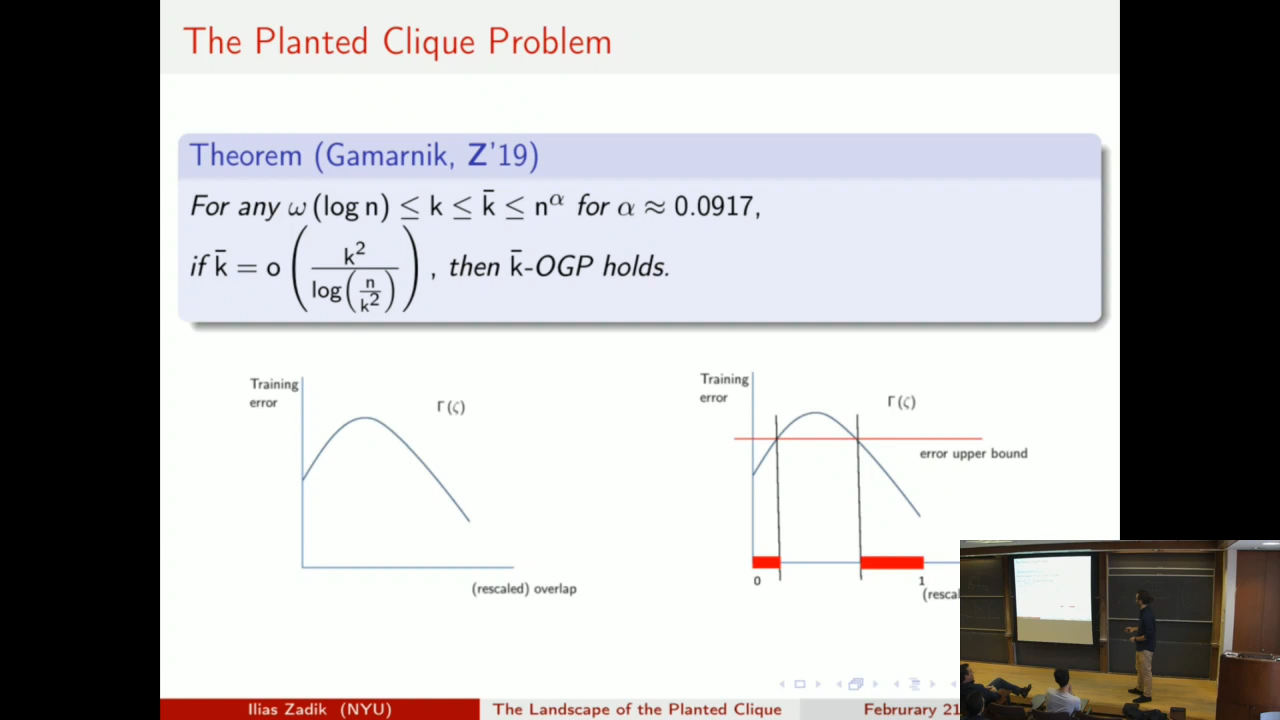 The Planted Clique Problem
Theorem (Gamarnik, Z'19)
For any ω (log n) ≤ k ≤ k̄ ≤ n^α for α ≈ 0.0917,
if k̄ = o ( k² / log( n / k² ) ) , then k̄-OGP holds.
Training
error
Γ(ζ)
(rescaled) overlap
Training
error
Γ(ζ)
error upper bound
0
1
Ilias Zadik (NYU)
The Landscape of the Planted Clique
Februrary 21